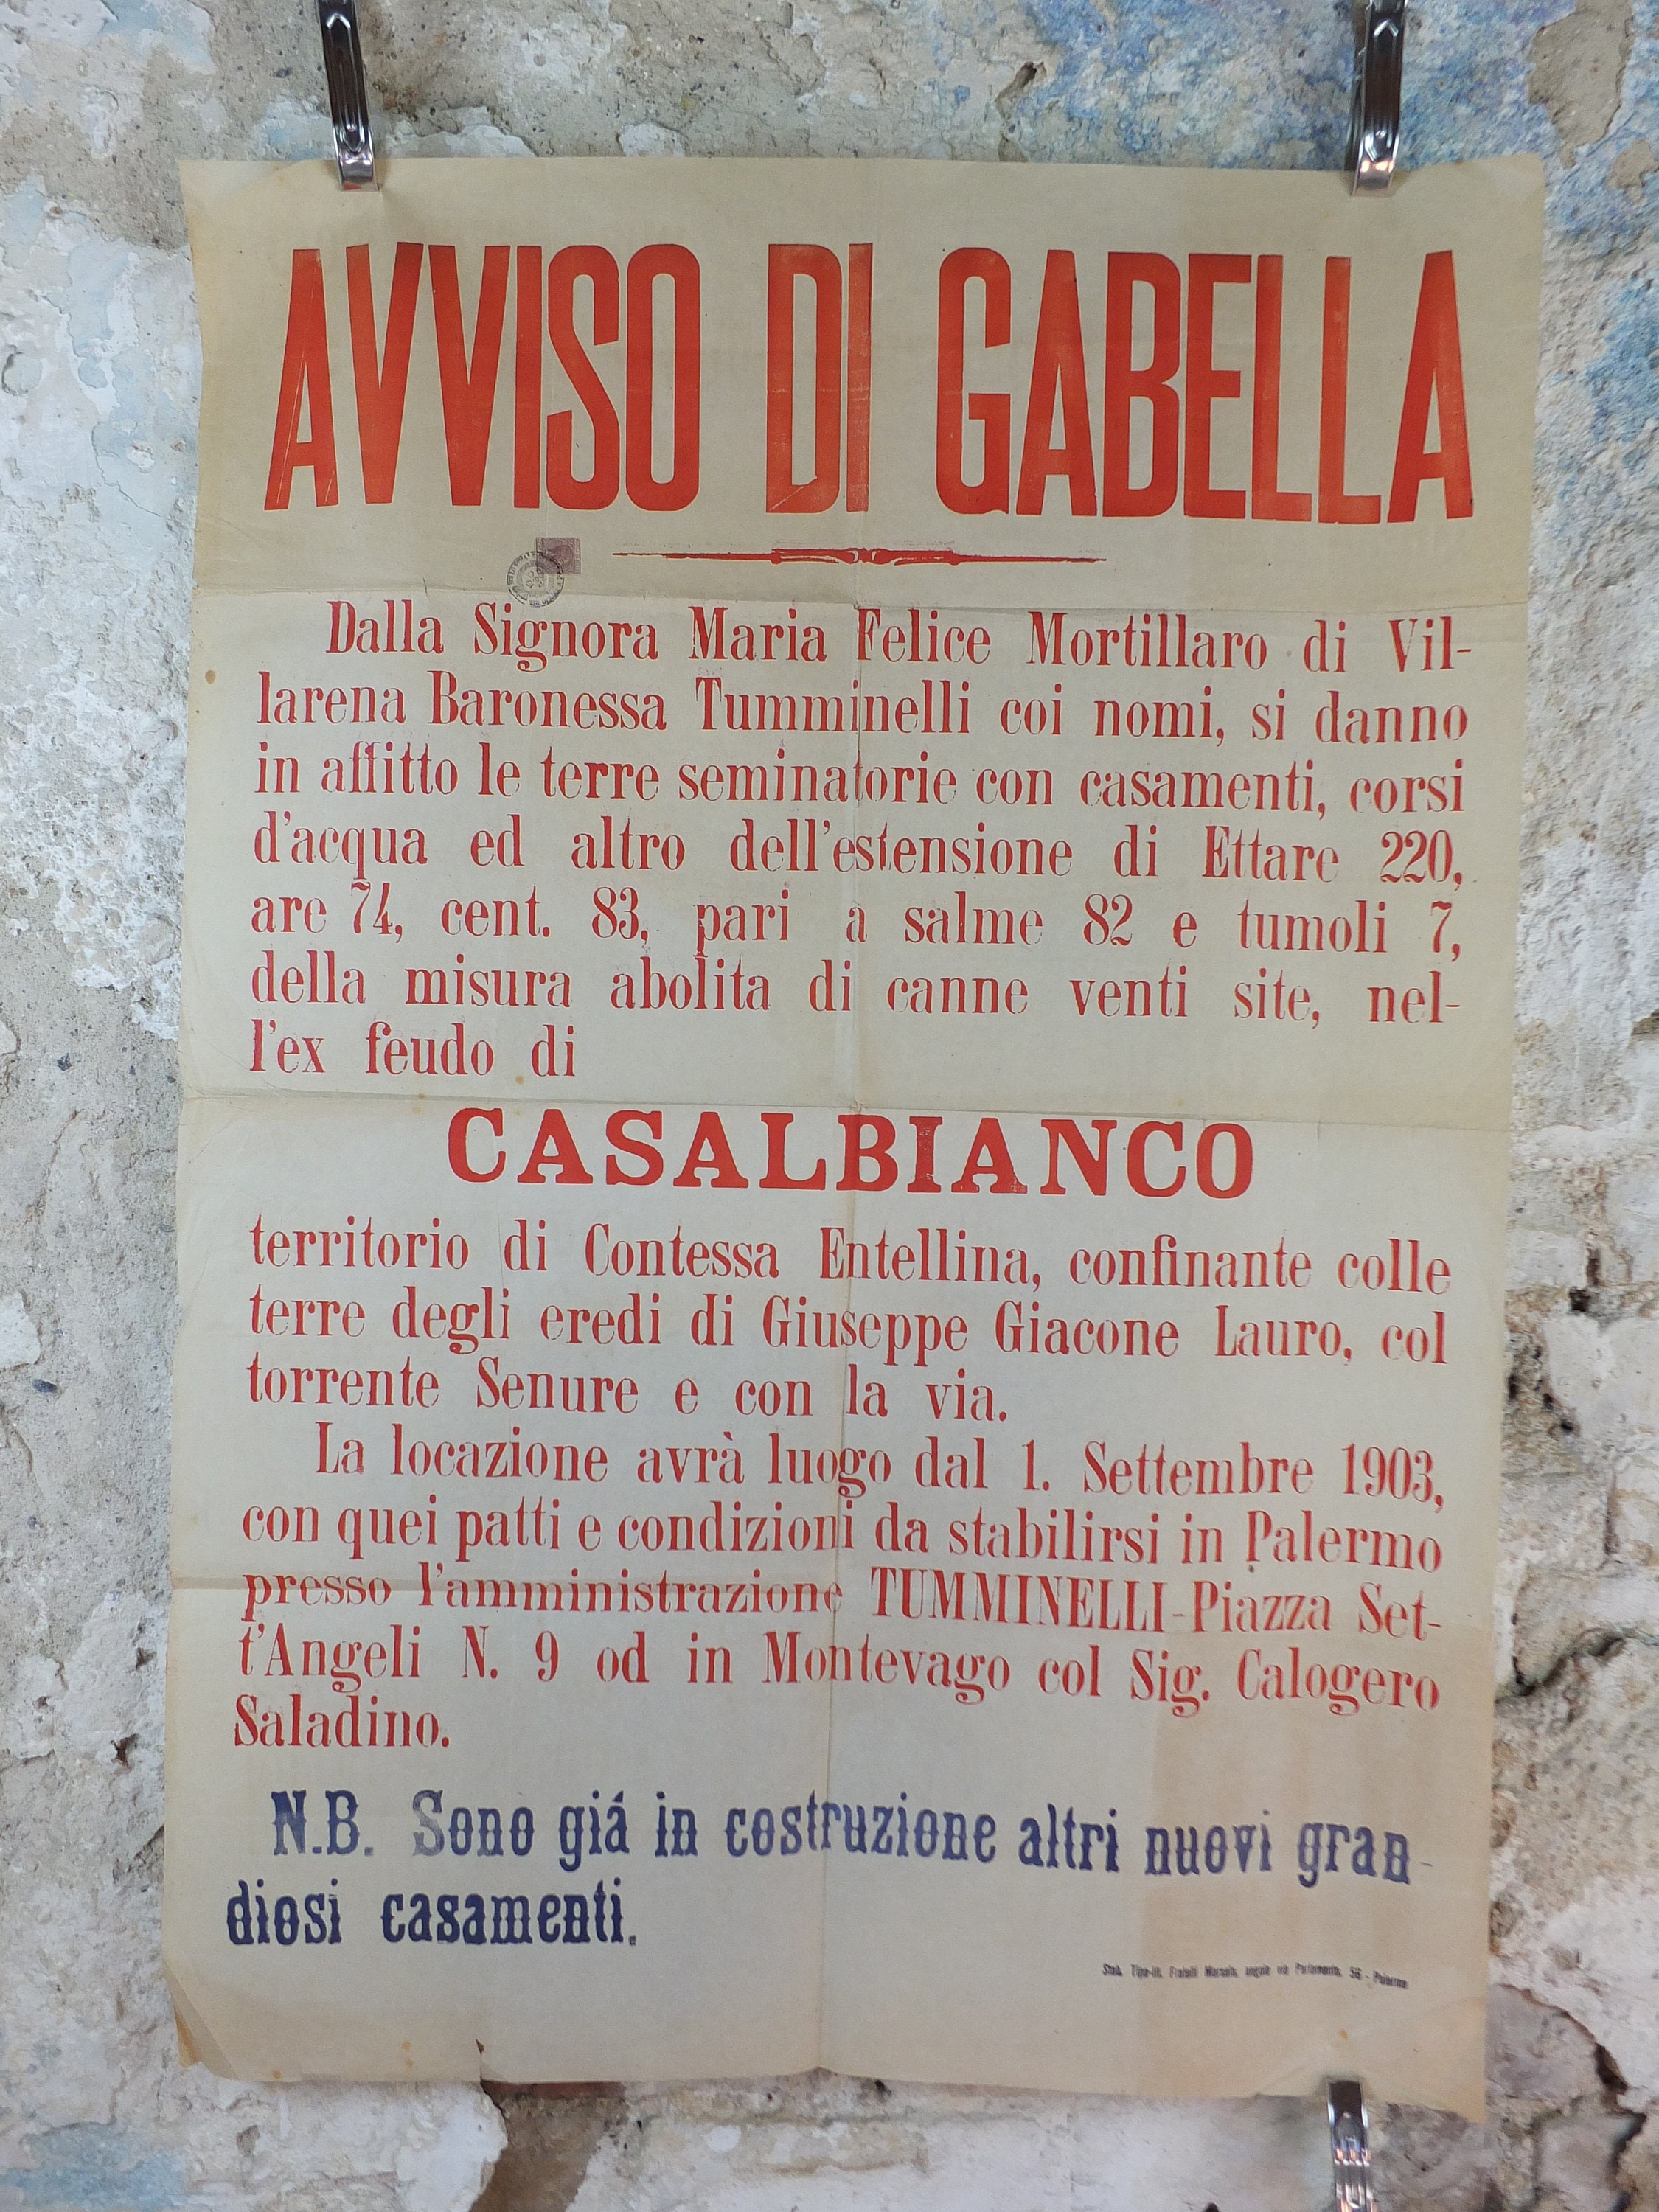 AVVISO DI GABELLA
Dalla Signora Maria Felice Mortillaro di Vil-
larena Baronessa Tumminelli coi nomi, si danno
in affitto le terre seminatorie con casamenti, corsi
d'acqua ed altro dell'estensione di Ettare 220,
are 74, cent. 83, pari a salme 82 e tumoli 7,
della misura abolita di canne venti site, nel-
l'ex feudo di
CASALBIANCO
territorio di Contessa Entellina, confinante colle
terre degli eredi di Giuseppe Giacone Lauro, col
torrente Senure e con la via.
La locazione avrà luogo dal 1. Settembre 1903,
con quei patti e condizioni da stabilirsi in Palermo
presso l'amministrazione TUMMINELLI-Piazza Set-
t'Angeli N. 9 od in Montevago col Sig. Calogero
Saladino.
N.B. Sono giá in costruzione altri nuovi gran-
diosi casamenti.
Stab. Tipo-lit. Fratelli Marsala, angolo via Parlamento, 56 - Palermo